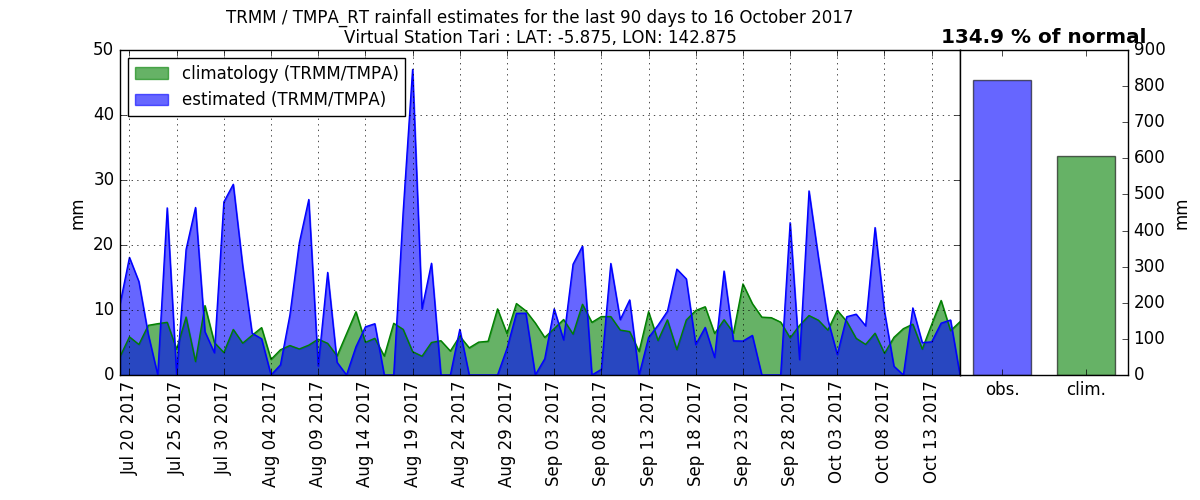 TRMM / TMPA_RT rainfall estimates for the last 90 days to 16 October 2017
Virtual Station Tari : LAT: -5.875, LON: 142.875
134.9 % of normal
climatology (TRMM/TMPA)
estimated (TRMM/TMPA)
mm
50
40
30
20
10
0
Jul 20 2017
Jul 25 2017
Jul 30 2017
Aug 04 2017
Aug 09 2017
Aug 14 2017
Aug 19 2017
Aug 24 2017
Aug 29 2017
Sep 03 2017
Sep 08 2017
Sep 13 2017
Sep 18 2017
Sep 23 2017
Sep 28 2017
Oct 03 2017
Oct 08 2017
Oct 13 2017
obs.
clim.
900
800
700
600
500
400
300
200
100
0
mm